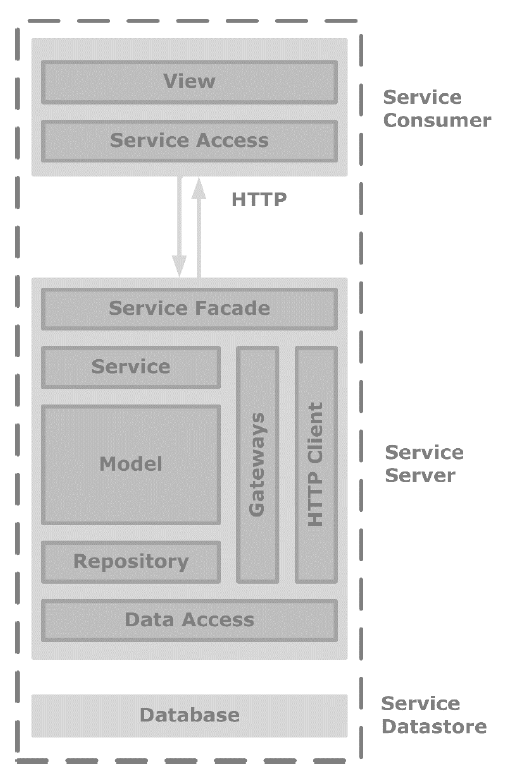 View
Service
Consumer
Service Access
HTTP
Service Facade
Service
Model
Gateways
HTTP Client
Service
Server
Repository
Data Access
Database
Service
Datastore